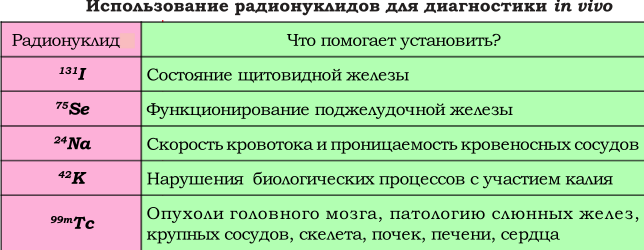 Использование радионуклидов для диагностики in vivo
Радионуклид Что помогает установить?
¹³¹I Состояние щитовидной железы
⁷⁵Se Функционирование поджелудочной железы
²⁴Na Скорость кровотока и проницаемость кровеносных сосудов
⁴²K Нарушения биологических процессов с участием калия
⁹⁹ᵐTc Опухоли головного мозга, патологию слюнных желез,
крупных сосудов, скелета, почек, печени, сердца